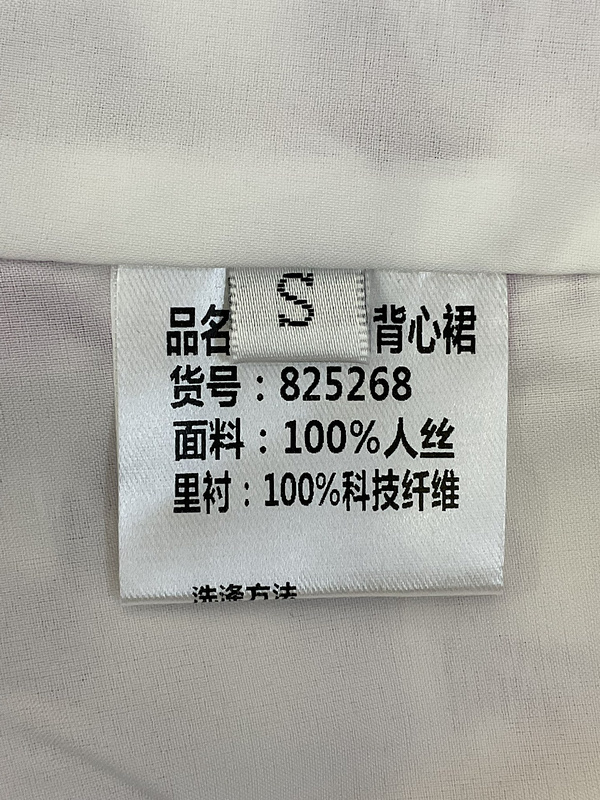 S
品名 背心裙
货号：825268
面料：100%人丝
里衬：100%科技纤维
洗涤方法